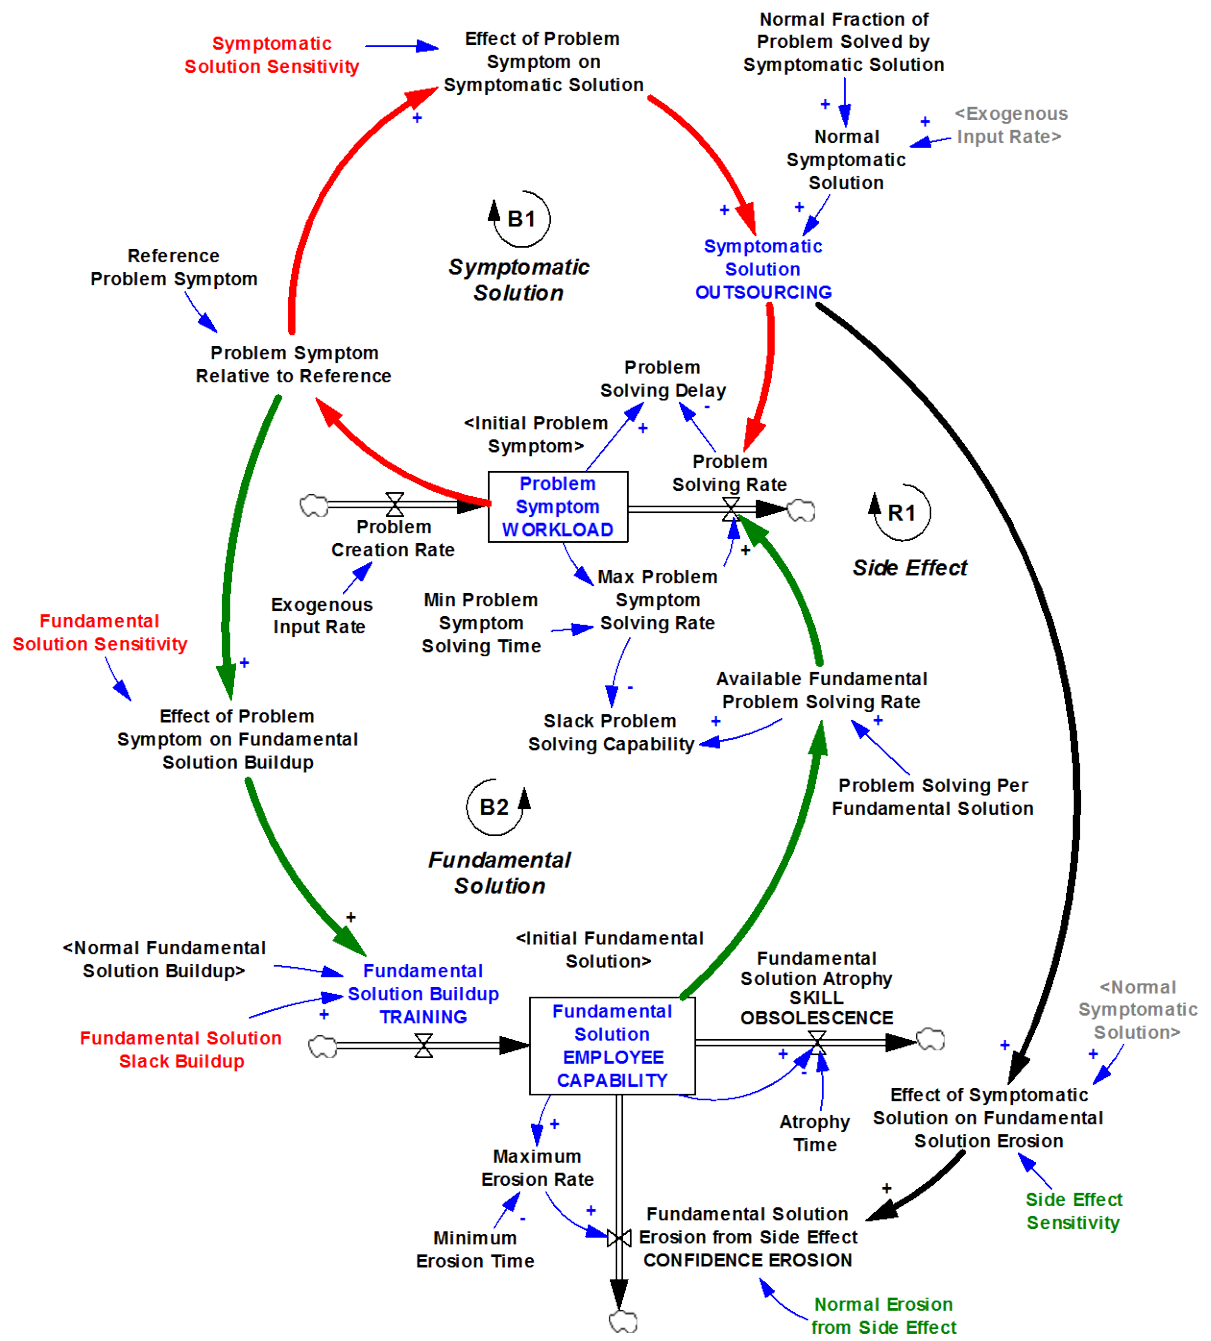 Symptomatic
Solution Sensitivity
Effect of Problem
Symptom on
Symptomatic Solution
Normal Fraction of
Problem Solved by
Symptomatic Solution
+
+
+
<Exogenous
Input Rate>
Normal
Symptomatic
Solution
+
+
B1
Symptomatic
Solution
Symptomatic
Solution
OUTSOURCING
Reference
Problem Symptom
Problem Symptom
Relative to Reference
Problem
Solving Delay
<Initial Problem
Symptom>
+
-
Problem
Solving Rate
Problem
Symptom
WORKLOAD
R1
Side Effect
Problem
Creation Rate
+
Exogenous
Input Rate
Min Problem
Symptom
Solving Time
Max Problem
Symptom
Solving Rate
Fundamental
Solution Sensitivity
+
-
Available Fundamental
Problem Solving Rate
Effect of Problem
Symptom on Fundamental
Solution Buildup
Slack Problem
Solving Capability
+
+
Problem Solving Per
Fundamental Solution
B2
Fundamental
Solution
+
<Normal Fundamental
Solution Buildup>
Fundamental
Solution Buildup
TRAINING
+
Fundamental Solution
Slack Buildup
<Initial Fundamental
Solution>
Fundamental
Solution Atrophy
SKILL
OBSOLESCENCE
Fundamental
Solution
EMPLOYEE
CAPABILITY
+
-
Atrophy
Time
<Normal
Symptomatic
Solution>
+
+
Effect of Symptomatic
Solution on Fundamental
Solution Erosion
+
Maximum
Erosion Rate
-
+
Minimum
Erosion Time
+
Fundamental Solution
Erosion from Side Effect
CONFIDENCE EROSION
Side Effect
Sensitivity
Normal Erosion
from Side Effect